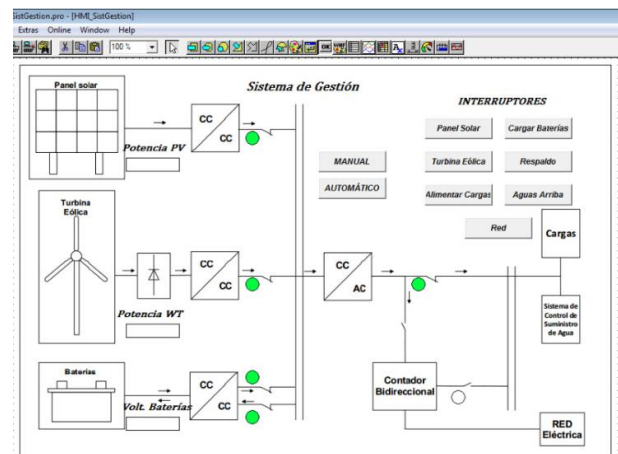 SistGestion.pro - [HMI_SistGestion]
Extras Online Window Help
100 %
Sistema de Gestión
Panel solar
CC
CC
Potencia PV
INTERRUPTORES
Panel Solar
Cargar Baterías
MANUAL
Turbina Eólica
Respaldo
AUTOMÁTICO
Alimentar Cargas
Aguas Arriba
Red
Turbina
Eólica
CC
CC
Potencia WT
CC
AC
Cargas
Sistema de
Control de
Suministro
de Agua
Baterías
CC
CC
Volt. Baterías
Contador
Bidireccional
RED
Eléctrica